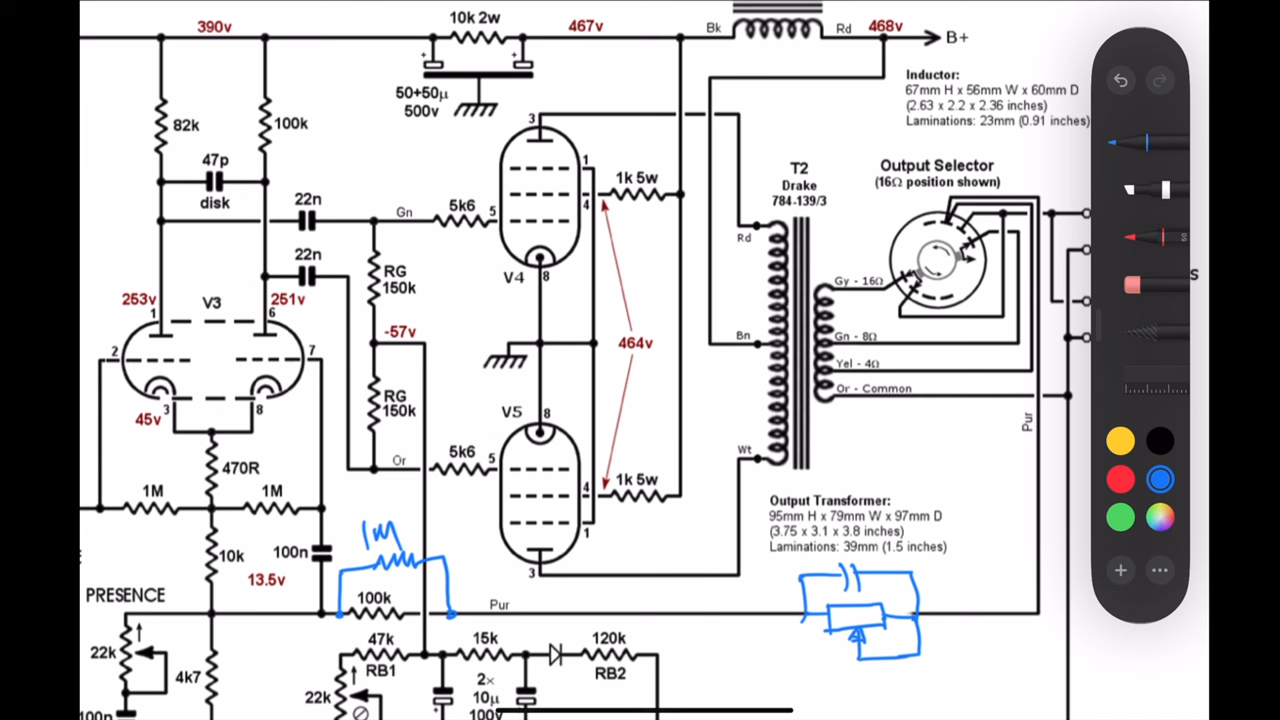 390v
10k 2w
467v
Bk
Rd
468v
B+
50+50µ
500v
Inductor:
67mm H x 56mm W x 60mm D
(2.63 x 2.2 x 2.36 inches)
Laminations: 23mm (0.91 inches)
82k
100k
47p
disk
3
1
4
1k 5w
T2
Drake
784-139/3
Output Selector
(16Ω position shown)
22n
Gn
5k6
5
22n
V4
8
Rd
RG
150k
253v
V3
251v
1
6
-57v
464v
Gy - 16Ω
Bn
Gn - 8Ω
2
7
Yel - 4Ω
Or - Common
RG
150k
45v
3
8
V5
8
Pur
470R
Or
5k6
5
4
1k 5w
Wt
1M
1M
1
Output Transformer:
95mm H x 79mm W x 97mm D
(3.75 x 3.1 x 3.8 inches)
Laminations: 39mm (1.5 inches)
1M
10k
100n
13.5v
3
PRESENCE
100k
Pur
22k
4k7
47k
RB1
15k
120k
RB2
22k
2×
10µ
100v
100n
50
S